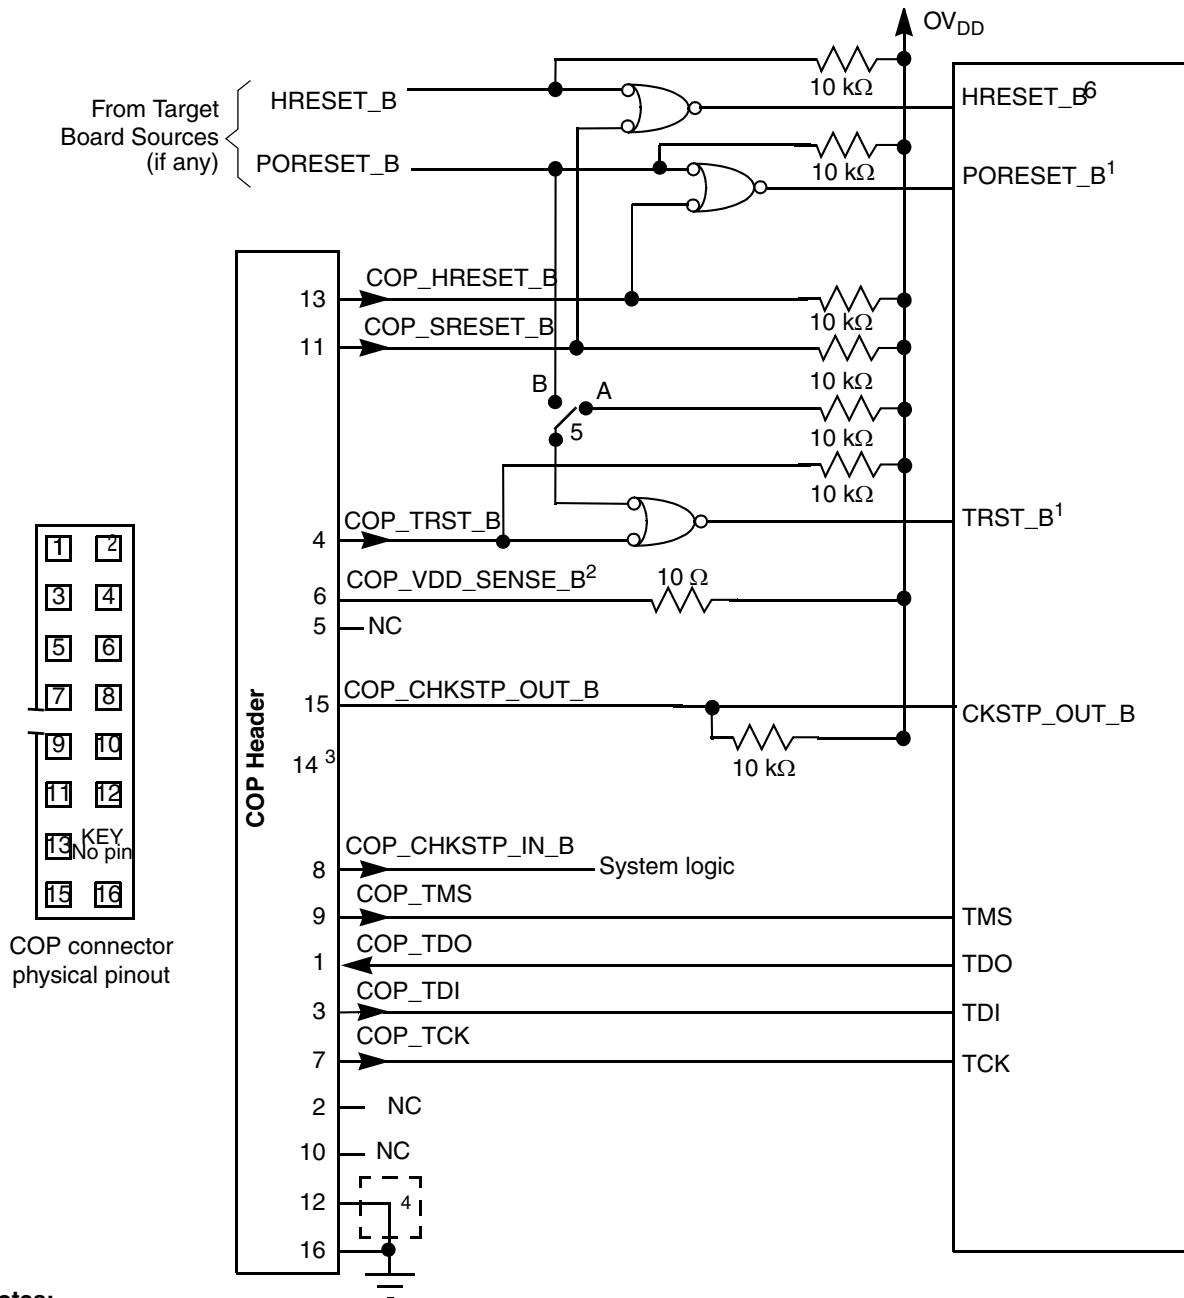 OVDD
10 kΩ
From Target
Board Sources
(if any)
HRESET_B
HRESET_B6
PORESET_B
10 kΩ
PORESET_B1
13
COP_HRESET_B
10 kΩ
11
COP_SRESET_B
10 kΩ
B
A
5
10 kΩ
10 kΩ
4
COP_TRST_B
TRST_B1
6
COP_VDD_SENSE_B2
10 Ω
5
NC
15
COP_CHKSTP_OUT_B
CKSTP_OUT_B
10 kΩ
14 3
COP Header
8
COP_CHKSTP_IN_B
System logic
9
COP_TMS
TMS
1
COP_TDO
TDO
3
COP_TDI
TDI
7
COP_TCK
TCK
2
NC
10
NC
12
4
16
1 2
3 4
5 6
7 8
9 10
11 12
13 KEY
No pin
15 16
COP connector
physical pinout